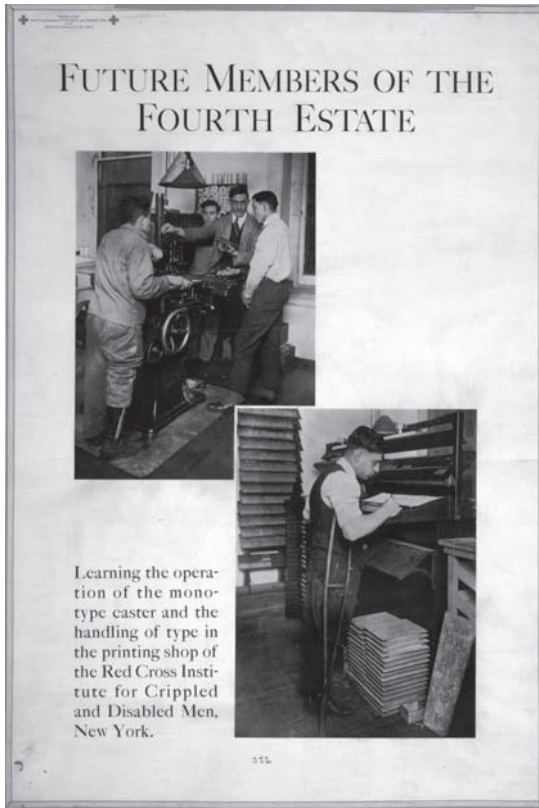 FUTURE MEMBERS OF THE
FOURTH ESTATE
Learning the opera-
tion of the mono-
type caster and the
handling of type in
the printing shop of
the Red Cross Insti-
tute for Crippled
and Disabled Men,
New York.